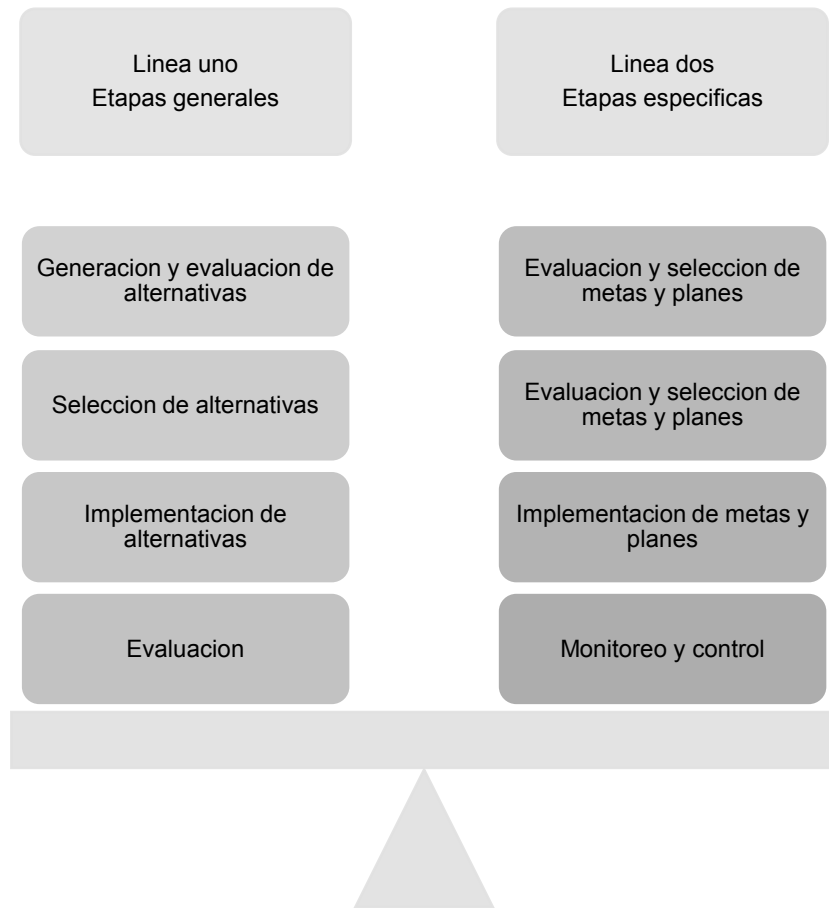 Linea uno
Etapas generales
Linea dos
Etapas especificas
Generacion y evaluacion de
alternativas
Seleccion de alternativas
Implementacion de
alternativas
Evaluacion
Evaluacion y seleccion de
metas y planes
Evaluacion y seleccion de
metas y planes
Implementacion de metas y
planes
Monitoreo y control